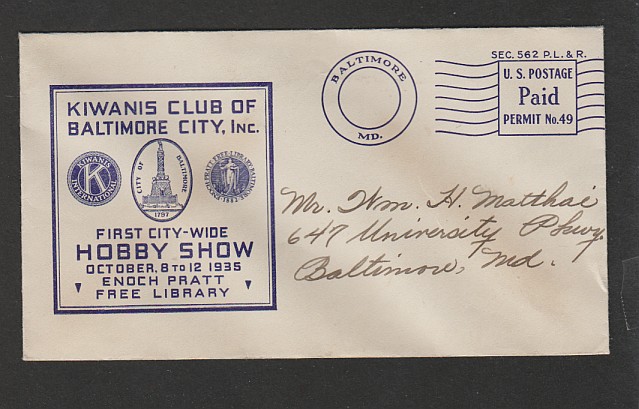 SEC. 562 P.L. & R.
BALTIMORE
MD.
U.S. POSTAGE
Paid
PERMIT No. 49
KIWANIS CLUB OF
BALTIMORE CITY, INC.
KIWANIS
K
INTERNATIONAL
CITY OF BALTIMORE
1797
FIRST CITY-WIDE
HOBBY SHOW
OCTOBER, 8 TO 12 1935
ENOCH PRATT
FREE LIBRARY
Mr. Wm. H. Matthai
647 University Pkwy.
Baltimore, Md.